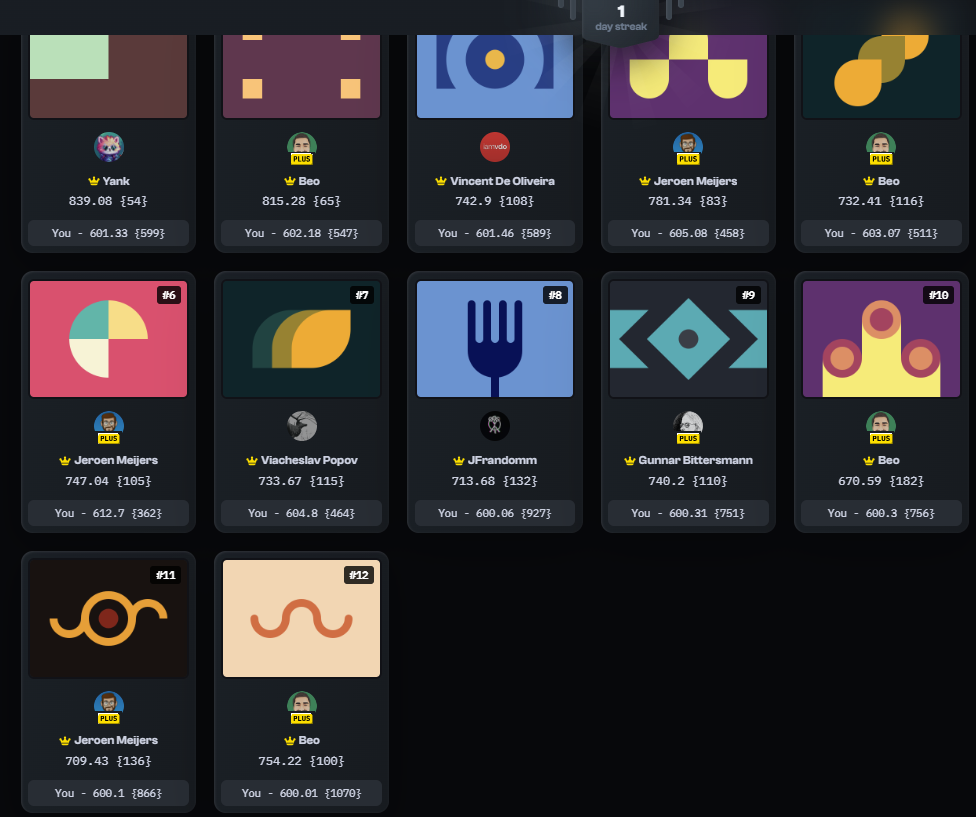 1
day streak
Yank
839.08 {54}
You - 601.33 {599}
PLUS
Beo
815.28 {65}
You - 602.18 {547}
iamvdo
Vincent De Oliveira
742.9 {108}
You - 601.46 {589}
PLUS
Jeroen Meijers
781.34 {83}
You - 605.08 {458}
PLUS
Beo
732.41 {116}
You - 603.07 {511}
#6
PLUS
Jeroen Meijers
747.04 {105}
You - 612.7 {362}
#7
Viacheslav Popov
733.67 {115}
You - 604.8 {464}
#8
JFrandomm
713.68 {132}
You - 600.06 {927}
#9
PLUS
Gunnar Bittersmann
740.2 {110}
You - 600.31 {751}
#10
PLUS
Beo
670.59 {182}
You - 600.3 {756}
#11
PLUS
Jeroen Meijers
709.43 {136}
You - 600.1 {866}
#12
PLUS
Beo
754.22 {100}
You - 600.01 {1070}